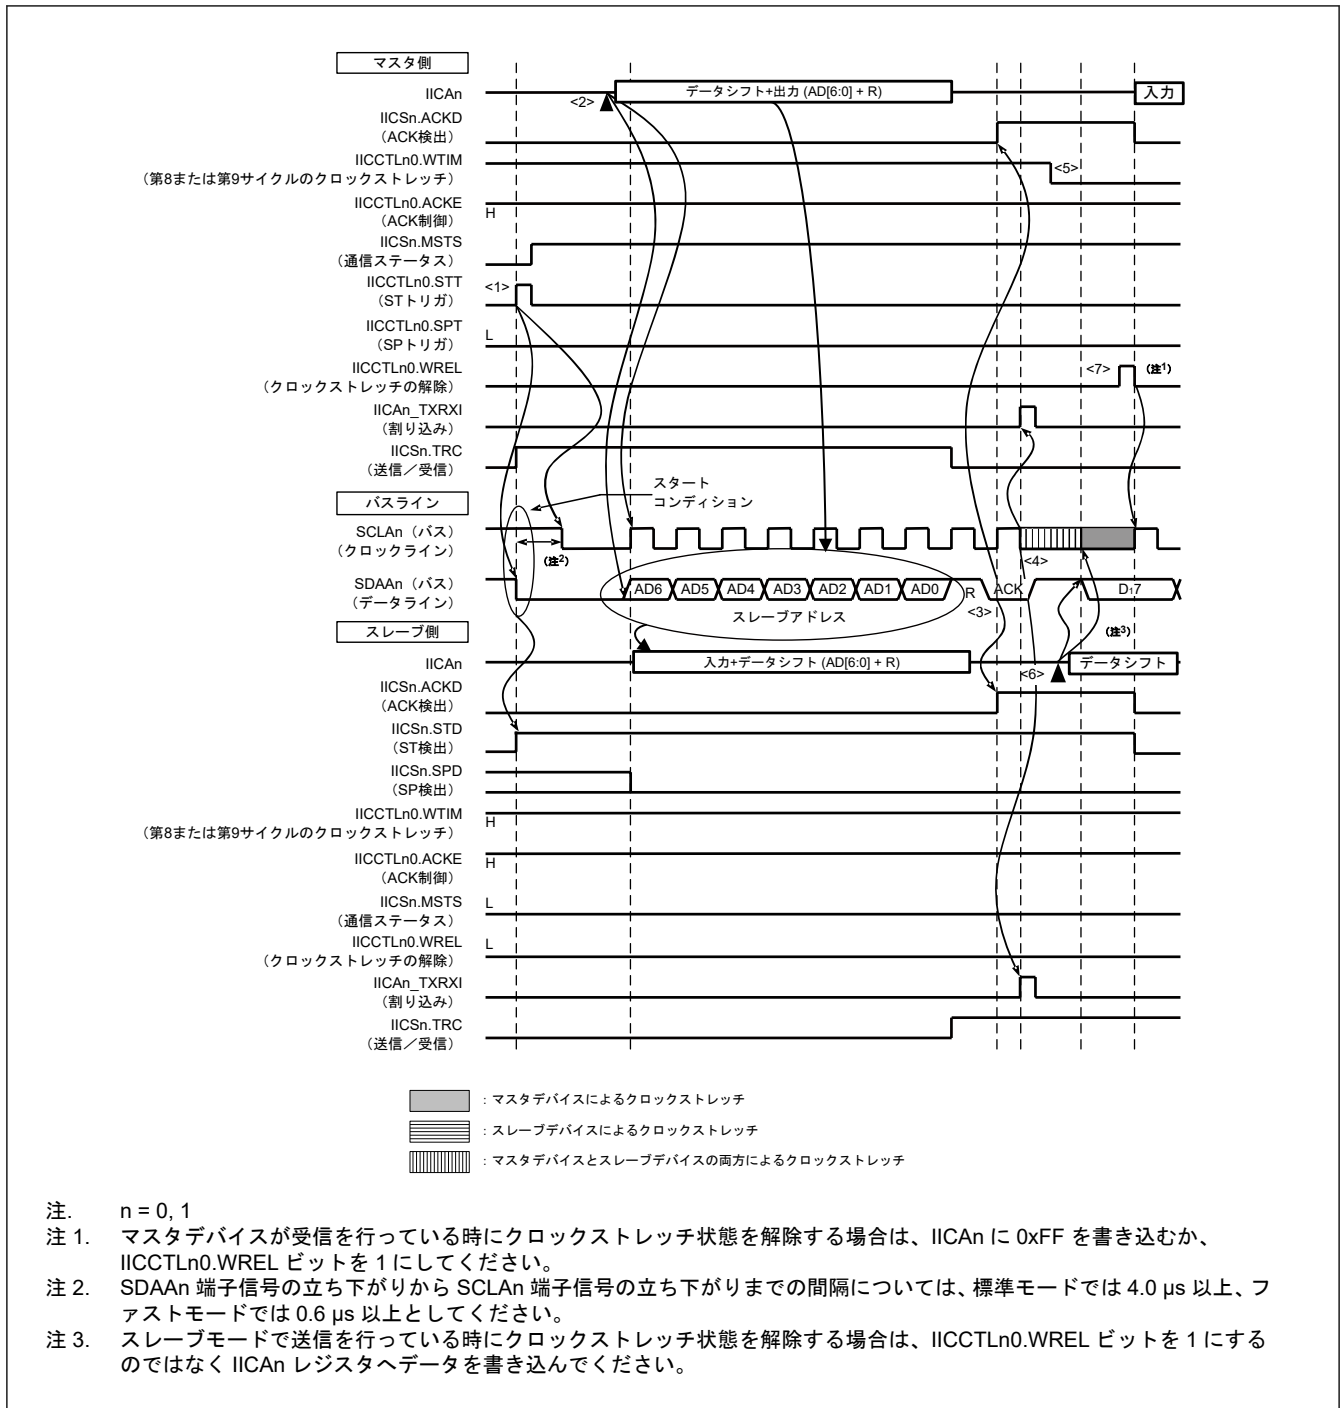 マスタ側
IICAn
<2>
データシフト+出力 (AD[6:0] + R)
入力
IICSn.ACKD
（ACK検出）
IICCTLn0.WTIM
（第8または第9サイクルのクロックストレッチ）
<5>
IICCTLn0.ACKE
（ACK制御）
H
IICSn.MSTS
（通信ステータス）
IICCTLn0.STT
（STトリガ）
<1>
IICCTLn0.SPT
（SPトリガ）
L
IICCTLn0.WREL
（クロックストレッチの解除）
<7>
（注1）
IICAn_TXRXI
（割り込み）
IICSn.TRC
（送信／受信）
スタート
コンディション
バスライン
SCLAn（バス）
（クロックライン）
（注2）
<4>
SDAAn（バス）
（データライン）
AD6 AD5 AD4 AD3 AD2 AD1 AD0 R ACK D17
<3>
スレーブアドレス
（注3）
スレーブ側
IICAn
入力+データシフト (AD[6:0] + R)
<6>
データシフト
IICSn.ACKD
（ACK検出）
IICSn.STD
（ST検出）
IICSn.SPD
（SP検出）
IICCTLn0.WTIM
（第8または第9サイクルのクロックストレッチ）
H
IICCTLn0.ACKE
（ACK制御）
H
IICSn.MSTS
（通信ステータス）
L
IICCTLn0.WREL
（クロックストレッチの解除）
L
IICAn_TXRXI
（割り込み）
IICSn.TRC
（送信／受信）
: マスタデバイスによるクロックストレッチ
: スレーブデバイスによるクロックストレッチ
: マスタデバイスとスレーブデバイスの両方によるクロックストレッチ
注. n = 0, 1
注 1. マスタデバイスが受信を行っている時にクロックストレッチ状態を解除する場合は、IICAn に 0xFF を書き込むか、
IICCTLn0.WREL ビットを 1 にしてください。
注 2. SDAAn 端子信号の立ち下がりから SCLAn 端子信号の立ち下がりまでの間隔については、標準モードでは 4.0 µs 以上、フ
ァストモードでは 0.6 µs 以上としてください。
注 3. スレーブモードで送信を行っている時にクロックストレッチ状態を解除する場合は、IICCTLn0.WREL ビットを 1 にする
のではなく IICAn レジスタへデータを書き込んでください。